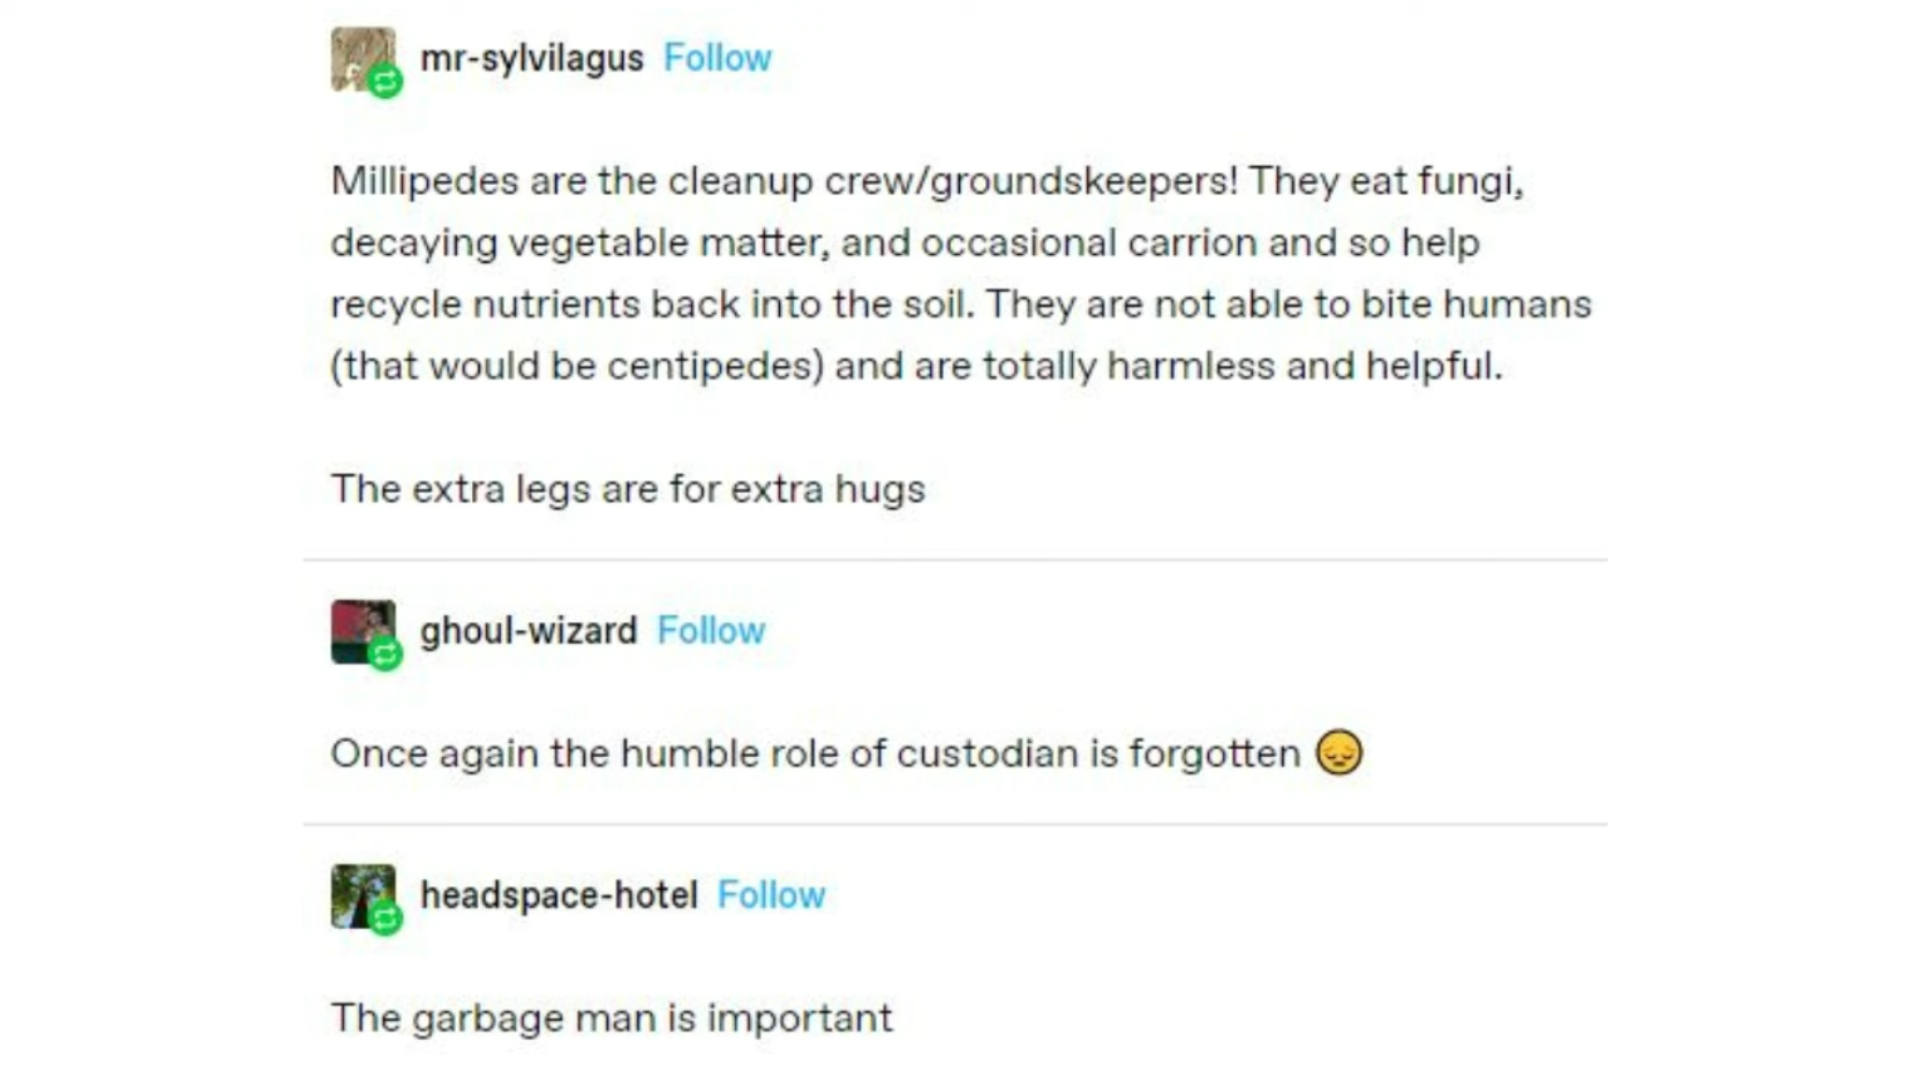 mr-sylvilagus Follow
Millipedes are the cleanup crew/groundskeepers! They eat fungi,
decaying vegetable matter, and occasional carrion and so help
recycle nutrients back into the soil. They are not able to bite humans
(that would be centipedes) and are totally harmless and helpful.
The extra legs are for extra hugs
ghoul-wizard Follow
Once again the humble role of custodian is forgotten 😔
headspace-hotel Follow
The garbage man is important